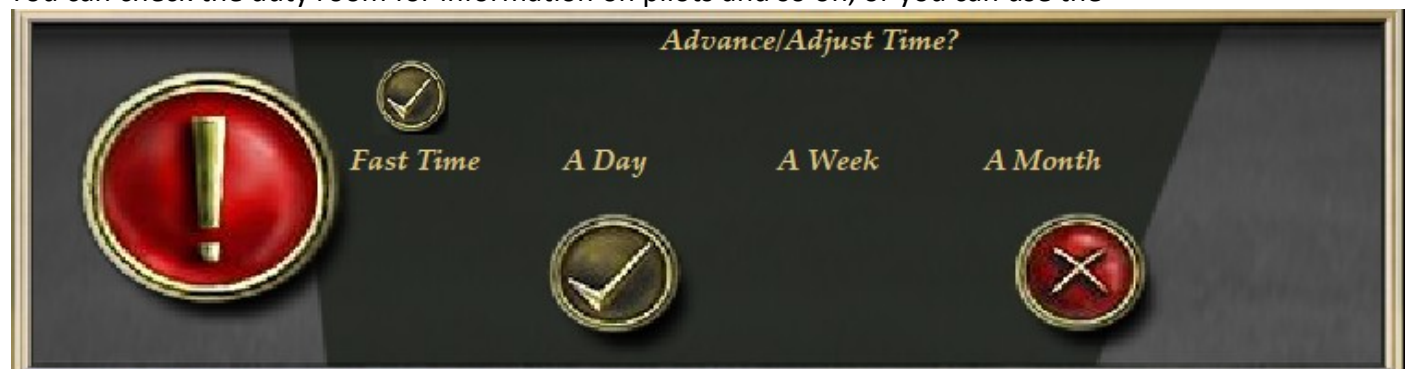 You can check the duty room for information on pilots and so on, or you can use the
Advance/Adjust Time?
Fast Time A Day A Week A Month